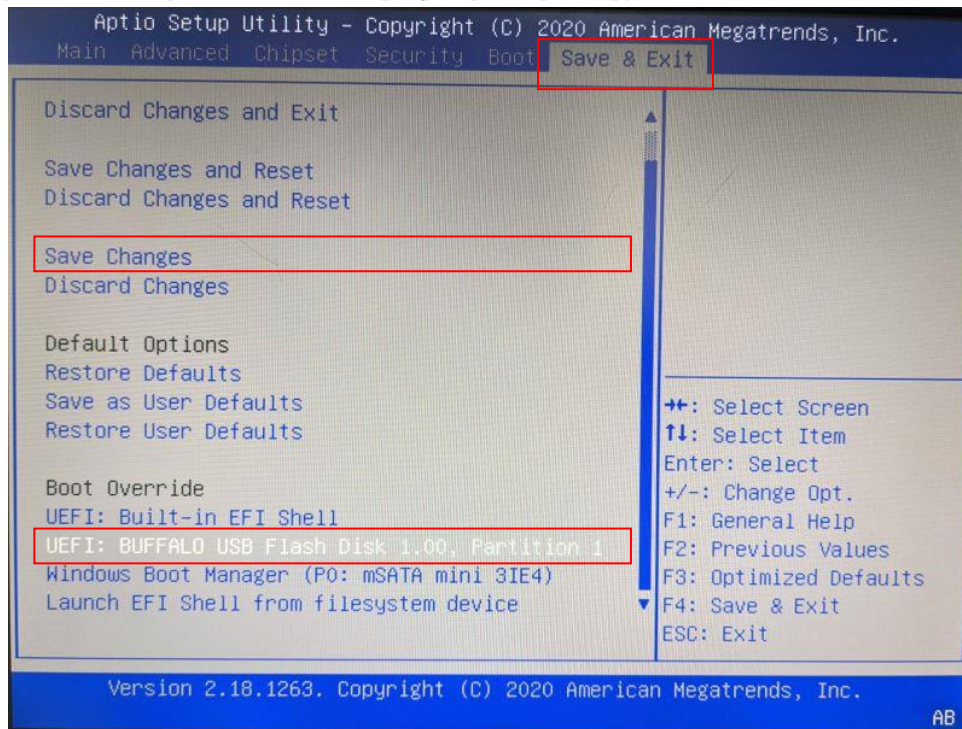 Aptio Setup Utility – Copyright (C) 2020 American Megatrends, Inc.
Main Advanced Chipset Security Boot Save & Exit
Discard Changes and Exit
Save Changes and Reset
Discard Changes and Reset
Save Changes
Discard Changes
Default Options
Restore Defaults
Save as User Defaults
Restore User Defaults
Boot Override
UEFI: Built-in EFI Shell
UEFI: BUFFALO USB Flash Disk 1.00, Partition 1
Windows Boot Manager (P0: mSATA mini 3IE4)
Launch EFI Shell from filesystem device
→←: Select Screen
↑↓: Select Item
Enter: Select
+/-: Change Opt.
F1: General Help
F2: Previous Values
F3: Optimized Defaults
F4: Save & Exit
ESC: Exit
Version 2.18.1263. Copyright (C) 2020 American Megatrends, Inc.
AB